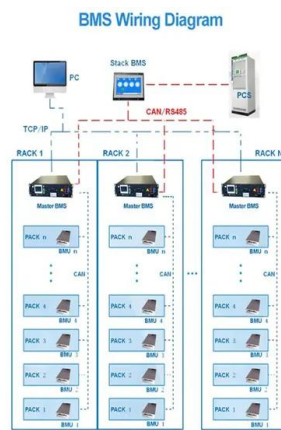 BMS Wiring Diagram
Stack BMS
PC
PCS
CAN/RS485
TCP/IP
RACK 1
RACK 2
RACK N
Master BMS
Master BMS
Master BMS
PACK n
BMU n
PACK n
BMU n
PACK n
BMU n
CAN
CAN
CAN
PACK 4
BMU 4
PACK 4
BMU 4
PACK 4
BMU 4
PACK 3
BMU 3
PACK 3
BMU 3
PACK 3
BMU 3
PACK 2
BMU 2
PACK 2
BMU 2
PACK 2
BMU 2
PACK 1
BMU 1
PACK 1
BMU 1
PACK 1
BMU 1